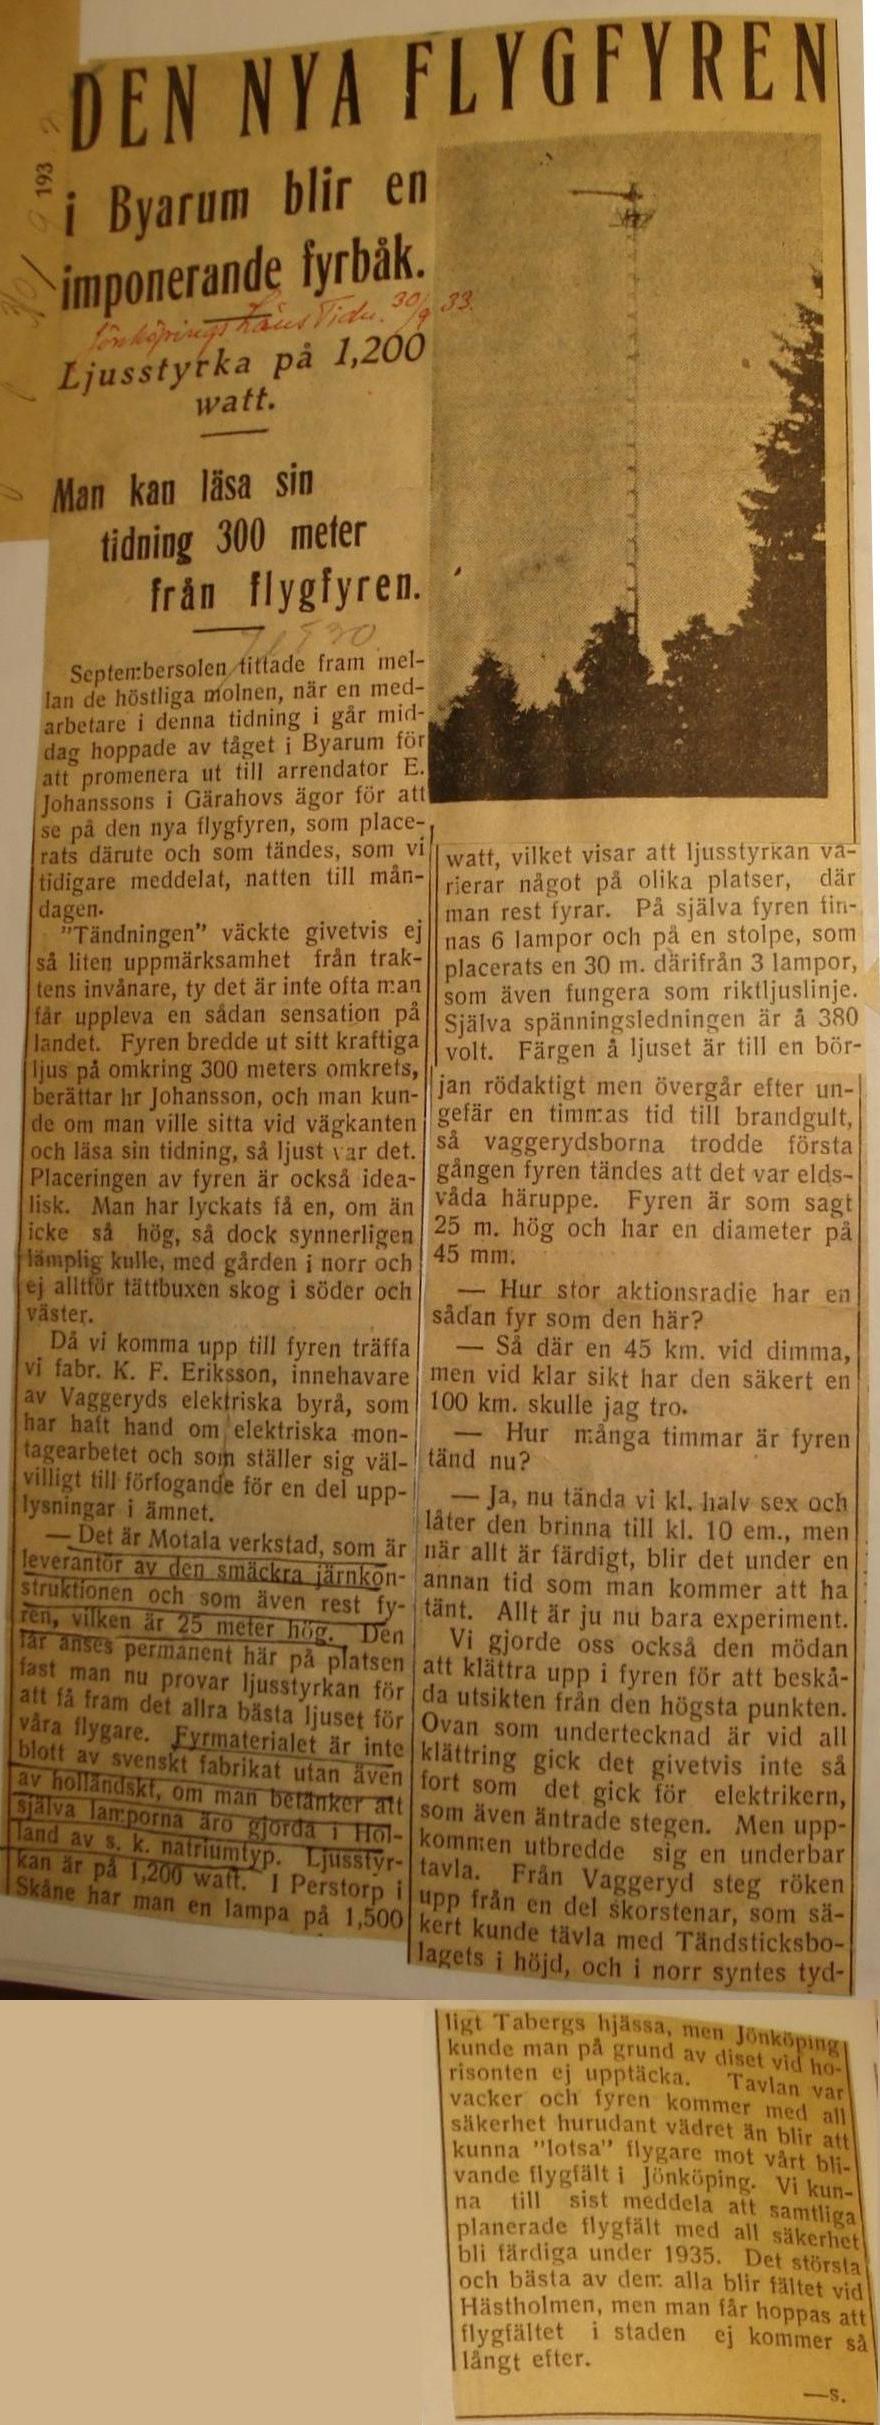 DEN NYA FLYGFYREN
i Byarum blir en
imponerande fyrbåk.
Jönköpings Läns Tidn. 30/9 33.
Ljusstyrka på 1,200
watt.
Man kan läsa sin
tidning 300 meter
från flygfyren.
193
Septembersolen tittade fram mel-
lan de höstliga molnen, när en med-
arbetare i denna tidning i går mid-
dag hoppade av tåget i Byarum för
att promenera ut till arrendator E.
Johanssons i Gärahovs ägor för att
se på den nya flygfyren, som place-
rats därute och som tändes, som vi
tidigare meddelat, natten till mån-
dagen.
"Tändningen" väckte givetvis ej
så liten uppmärksamhet från trak-
tens invånare, ty det är inte ofta man
får uppleva en sådan sensation på
landet. Fyren bredde ut sitt kraftiga
ljus på omkring 300 meters omkrets,
berättar hr Johansson, och man kun-
de om man ville sitta vid vägkanten
och läsa sin tidning, så ljust var det.
Placeringen av fyren är också idea-
lisk. Man har lyckats få en, om än
icke så hög, så dock synnerligen
lämplig kulle, med gården i norr och
ej alltför tättbuxen skog i söder och
väster.
Då vi komma upp till fyren träffa
vi fabr. K. F. Eriksson, innehavare
av Vaggeryds elektriska byrå, som
har haft hand om elektriska mon-
tagearbetet och som ställer sig väl-
villigt till förfogande för en del upp-
lysningar i ämnet.
— Det är Motala verkstad, som är
leverantör av den smäckra järnkon-
struktionen och som även rest fy-
ren, vilken är 25 meter hög. Den
får anses permanent här på platsen
fast man nu provar ljusstyrkan för
att få fram det allra bästa ljuset för
våra flygare. Fyrmaterialet är inte
blott av svenskt fabrikat utan även
av holländskt, om man betänker att
själva lamporna äro gjorda i Hol-
land av s. k. natriumtyp. Ljusstyr-
kan är på 1,200 watt. I Perstorp i
Skåne har man en lampa på 1,500
watt, vilket visar att ljusstyrkan va-
rierar något på olika platser, där
man rest fyrar. På själva fyren fin-
nas 6 lampor och på en stolpe, som
placerats en 30 m. därifrån 3 lampor,
som även fungera som riktljuslinje.
Själva spänningsledningen är å 380
volt. Färgen å ljuset är till en bör-
jan rödaktigt men övergår efter un-
gefär en timmas tid till brandgult,
så vaggerydsborna trodde första
gången fyren tändes att det var elds-
våda häruppe. Fyren är som sagt
25 m. hög och har en diameter på
45 mm.
— Hur stor aktionsradie har en
sådan fyr som den här?
— Så där en 45 km. vid dimma,
men vid klar sikt har den säkert en
100 km. skulle jag tro.
— Hur många timmar är fyren
tänd nu?
— Ja, nu tända vi kl. halv sex och
låter den brinna till kl. 10 em., men
när allt är färdigt, blir det under en
annan tid som man kommer att ha
tänt. Allt är ju nu bara experiment.
Vi gjorde oss också den mödan
att klättra upp i fyren för att beskå-
da utsikten från den högsta punkten.
Ovan som undertecknad är vid all
klättring gick det givetvis inte så
fort som det gick för elektrikern,
som även äntrade stegen. Men upp-
kommen utbredde sig en underbar
tavla. Från Vaggeryd steg röken
upp från en del skorstenar, som sä-
kert kunde tävla med Tändsticksbo-
lagets i höjd, och i norr syntes tyd-
ligt Tabergs hjässa, men Jönköping
kunde man på grund av diset vid ho-
risonten ej upptäcka. Tavlan var
vacker och fyren kommer med all
säkerhet hurudant vädret än blir att
kunna "lotsa" flygare mot vårt bli-
vande flygfält i Jönköping. Vi kun-
na till sist meddela att samtliga
planerade flygfält med all säkerhet
bli färdiga under 1935. Det största
och bästa av dem alla blir fältet vid
Hästholmen, men man får hoppas att
flygfältet i staden ej kommer så
långt efter.
—s.